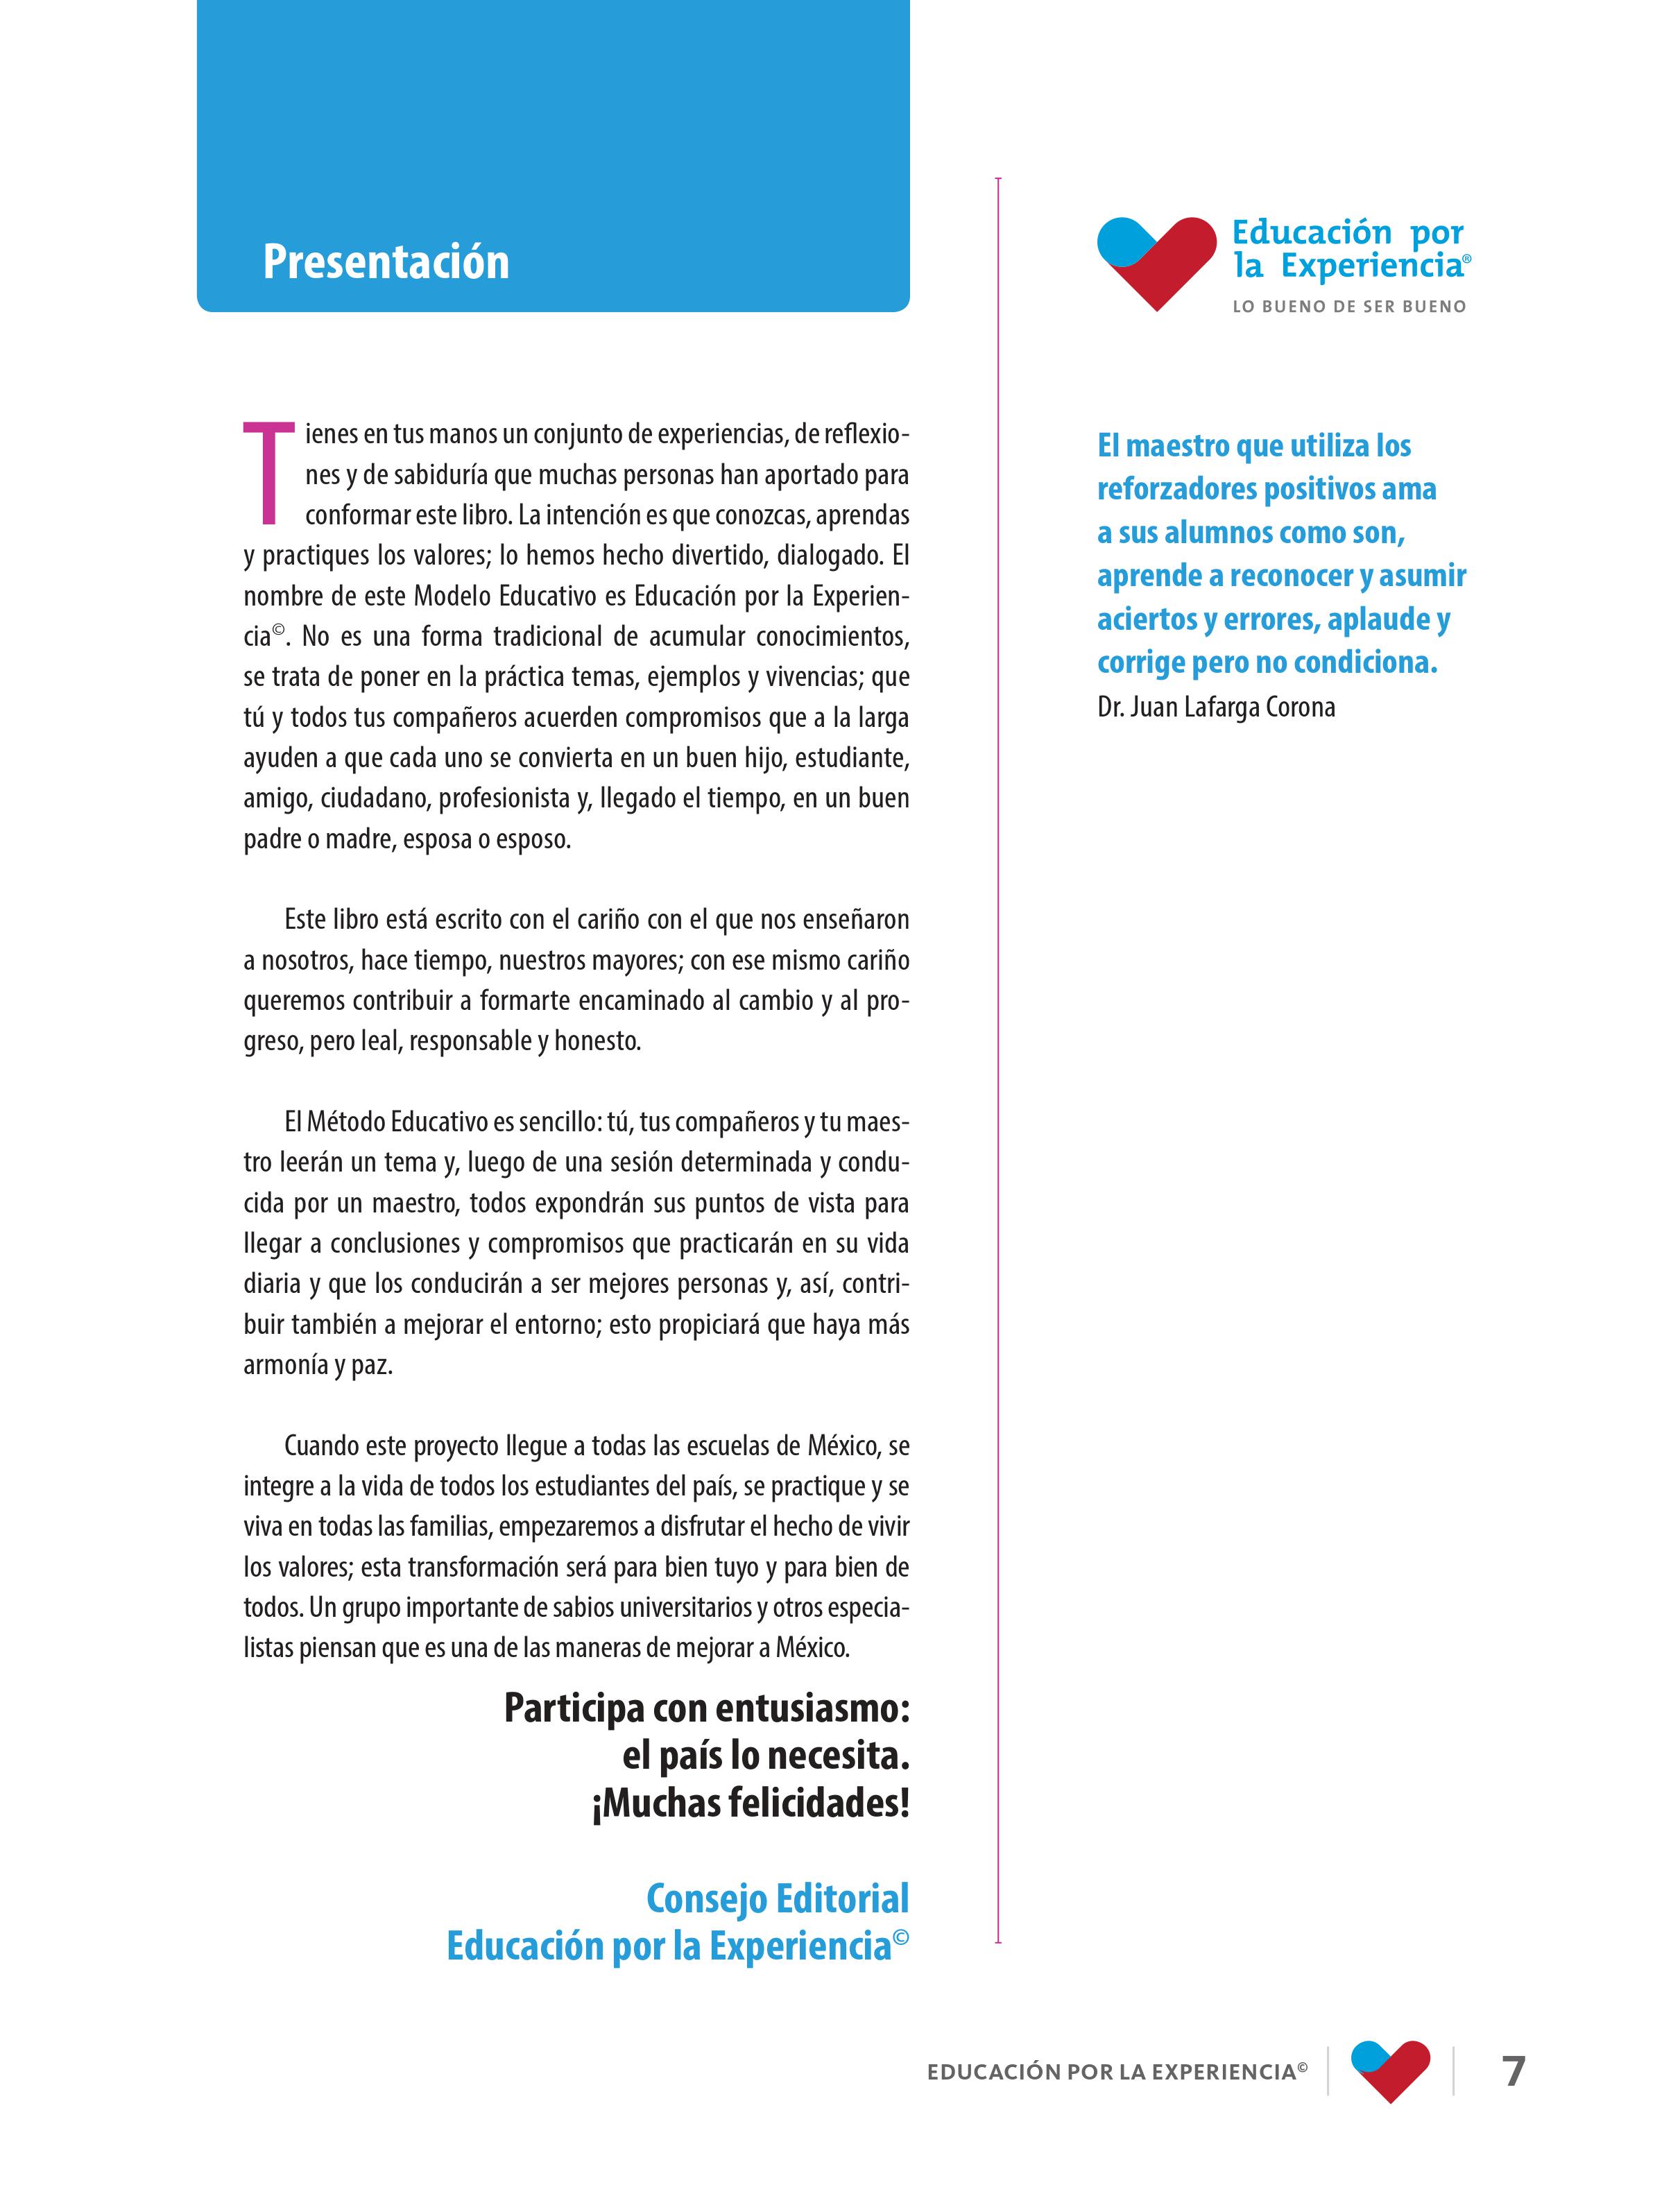 Presentación
Tienes en tus manos un conjunto de experiencias, de reflexio-
nes y de sabiduría que muchas personas han aportado para
conformar este libro. La intención es que conozcas, aprendas
y practiques los valores; lo hemos hecho divertido, dialogado. El
nombre de este Modelo Educativo es Educación por la Experien-
cia©. No es una forma tradicional de acumular conocimientos,
se trata de poner en la práctica temas, ejemplos y vivencias; que
tú y todos tus compañeros acuerden compromisos que a la larga
ayuden a que cada uno se convierta en un buen hijo, estudiante,
amigo, ciudadano, profesionista y, llegado el tiempo, en un buen
padre o madre, esposa o esposo.
Este libro está escrito con el cariño con el que nos enseñaron
a nosotros, hace tiempo, nuestros mayores; con ese mismo cariño
queremos contribuir a formarte encaminado al cambio y al pro-
greso, pero leal, responsable y honesto.
El Método Educativo es sencillo: tú, tus compañeros y tu maes-
tro leerán un tema y, luego de una sesión determinada y condu-
cida por un maestro, todos expondrán sus puntos de vista para
llegar a conclusiones y compromisos que practicarán en su vida
diaria y que los conducirán a ser mejores personas y, así, contri-
buir también a mejorar el entorno; esto propiciará que haya más
armonía y paz.
Cuando este proyecto llegue a todas las escuelas de México, se
integre a la vida de todos los estudiantes del país, se practique y se
viva en todas las familias, empezaremos a disfrutar el hecho de vivir
los valores; esta transformación será para bien tuyo y para bien de
todos. Un grupo importante de sabios universitarios y otros especia-
listas piensan que es una de las maneras de mejorar a México.
Participa con entusiasmo:
el país lo necesita.
¡Muchas felicidades!
Consejo Editorial
Educación por la Experiencia©
Educación por
la Experiencia®
LO BUENO DE SER BUENO
El maestro que utiliza los
reforzadores positivos ama
a sus alumnos como son,
aprende a reconocer y asumir
aciertos y errores, aplaude y
corrige pero no condiciona.
Dr. Juan Lafarga Corona
EDUCACIÓN POR LA EXPERIENCIA©
7